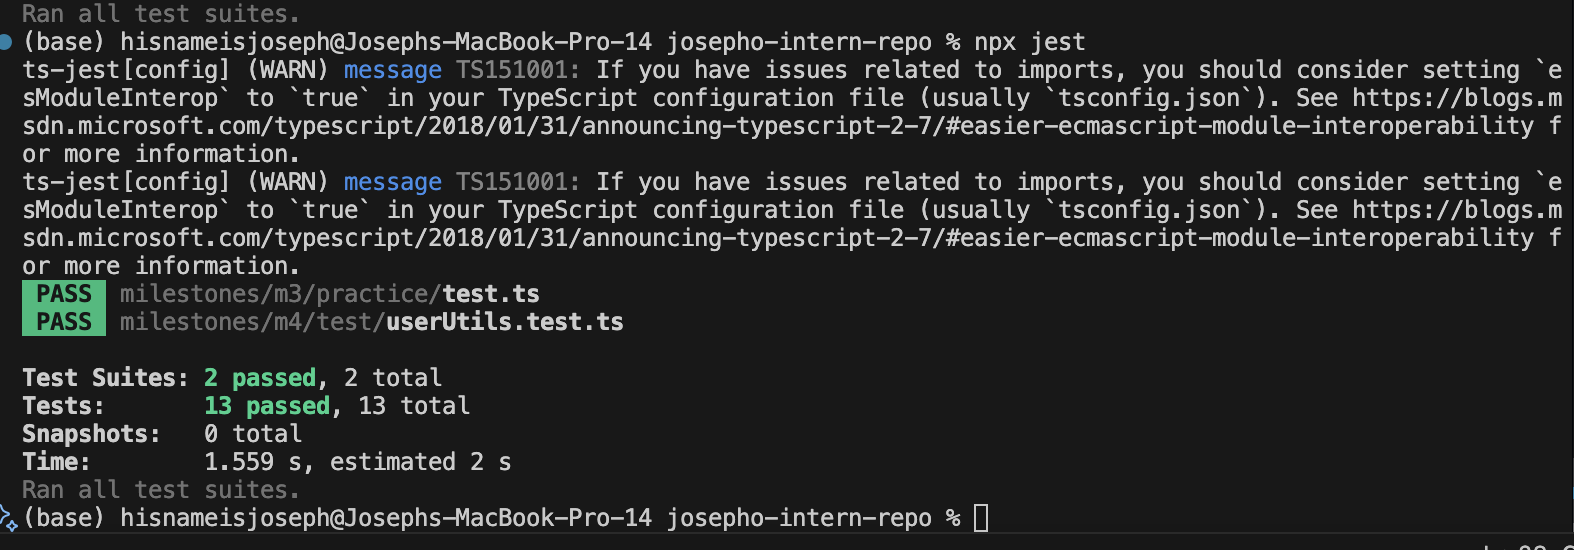 Ran all test suites.
(base) hisnameisjoseph@Josephs-MacBook-Pro-14 josepho-intern-repo % npx jest
ts-jest[config] (WARN) message TS151001: If you have issues related to imports, you should consider setting `e
sModuleInterop` to `true` in your TypeScript configuration file (usually `tsconfig.json`). See https://blogs.m
sdn.microsoft.com/typescript/2018/01/31/announcing-typescript-2-7/#easier-ecmascript-module-interoperability f
or more information.
ts-jest[config] (WARN) message TS151001: If you have issues related to imports, you should consider setting `e
sModuleInterop` to `true` in your TypeScript configuration file (usually `tsconfig.json`). See https://blogs.m
sdn.microsoft.com/typescript/2018/01/31/announcing-typescript-2-7/#easier-ecmascript-module-interoperability f
or more information.
PASS milestones/m3/practice/test.ts
PASS milestones/m4/test/userUtils.test.ts
Test Suites: 2 passed, 2 total
Tests: 13 passed, 13 total
Snapshots: 0 total
Time: 1.559 s, estimated 2 s
Ran all test suites.
(base) hisnameisjoseph@Josephs-MacBook-Pro-14 josepho-intern-repo %